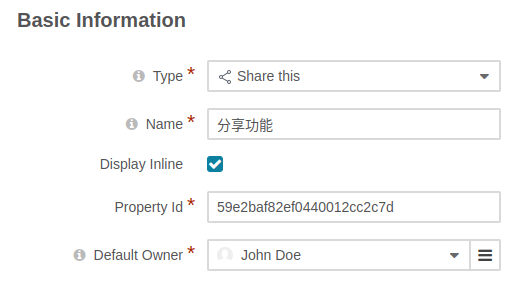 Basic Information
Type * Share this
Name * 分享功能
Display Inline
Property Id * 59e2baf82ef0440012cc2c7d
Default Owner * John Doe